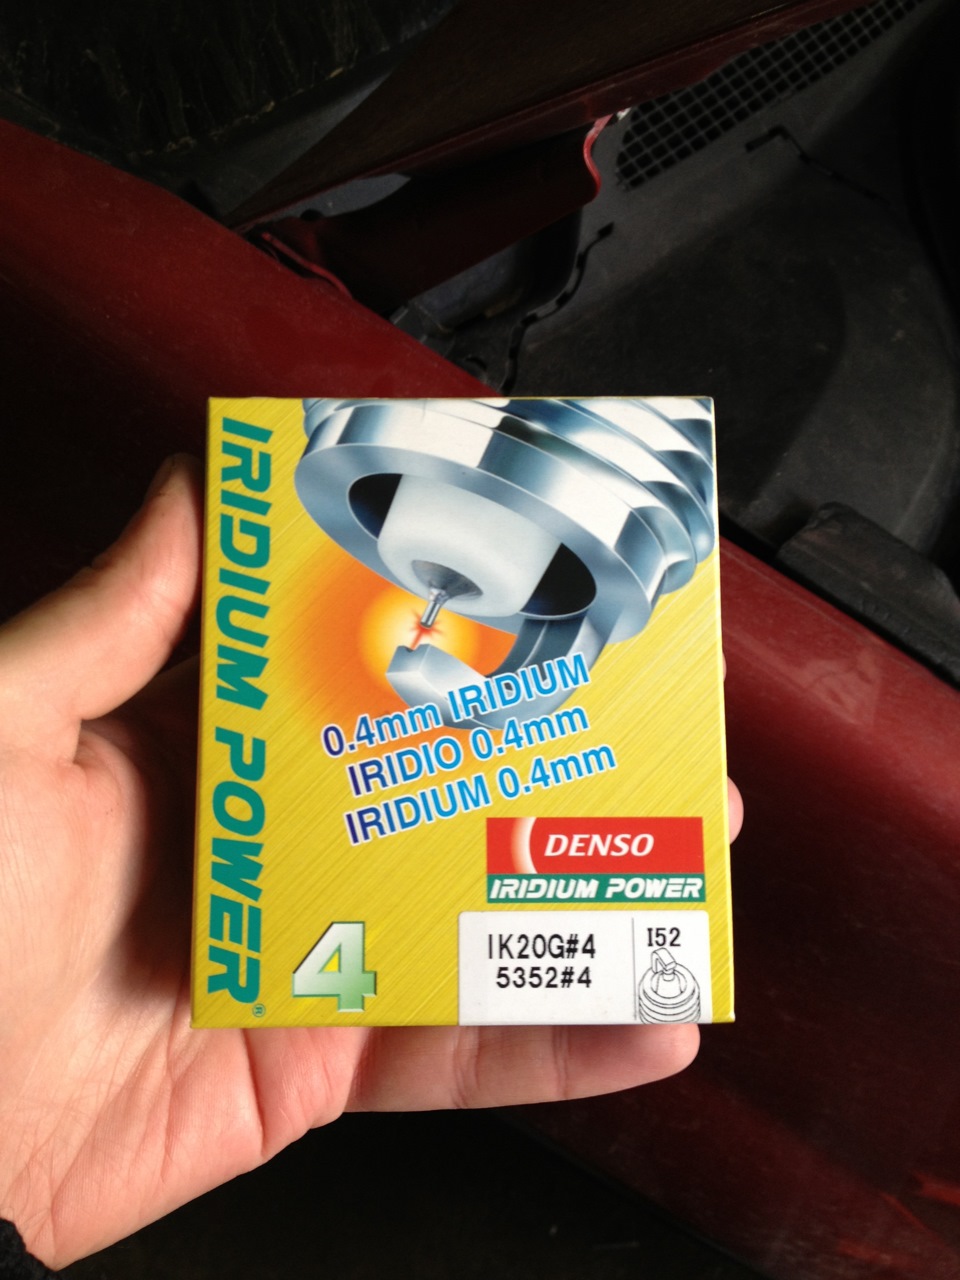 IRIDIUM POWER®
0.4mm IRIDIUM
IRIDIO 0.4mm
IRIDIUM 0.4mm
DENSO
IRIDIUM POWER
4
IK20G#4
5352#4
I52